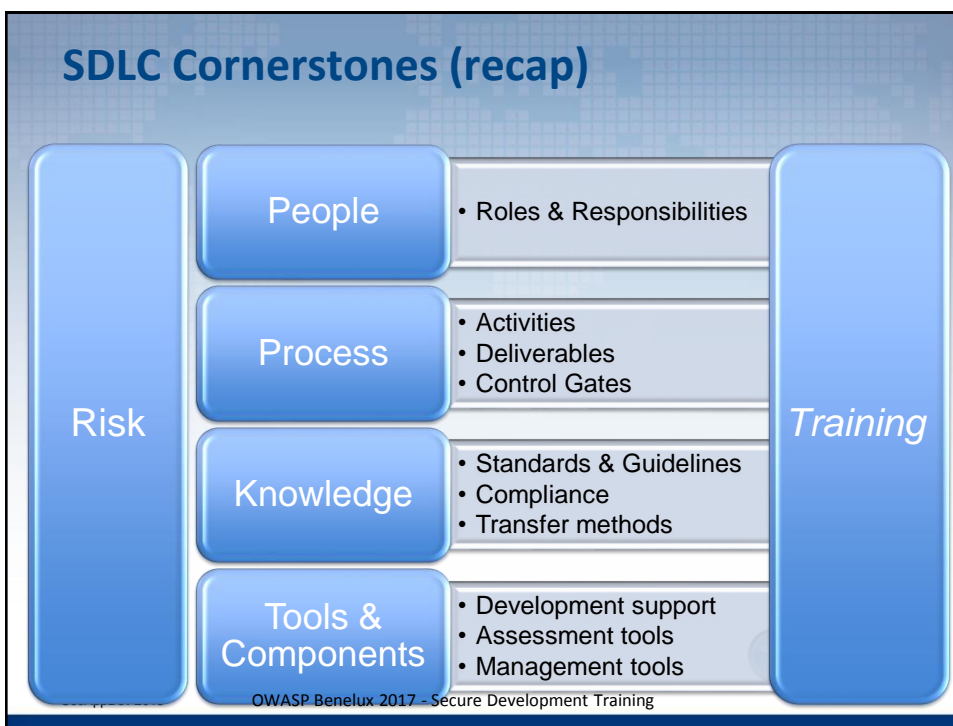 SDLC Cornerstones (recap)
Risk
People
• Roles & Responsibilities
Process
• Activities
• Deliverables
• Control Gates
Knowledge
• Standards & Guidelines
• Compliance
• Transfer methods
Tools &
Components
• Development support
• Assessment tools
• Management tools
Training
OWASP Benelux 2017 - Secure Development Training